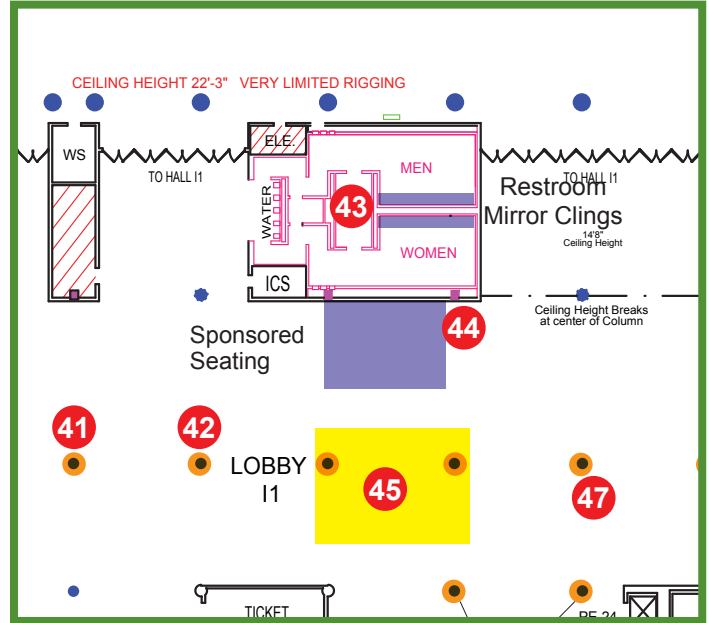 CEILING HEIGHT 22'-3" VERY LIMITED RIGGING
WS
ELE.
TO HALL I1
MEN
TO HALL I1
Restroom
Mirror Clings
43
WATER
14'8"
Ceiling Height
WOMEN
ICS
Ceiling Height Breaks
at center of Column
Sponsored
Seating
44
41
42
LOBBY
I1
45
47
TICKET
PE 24